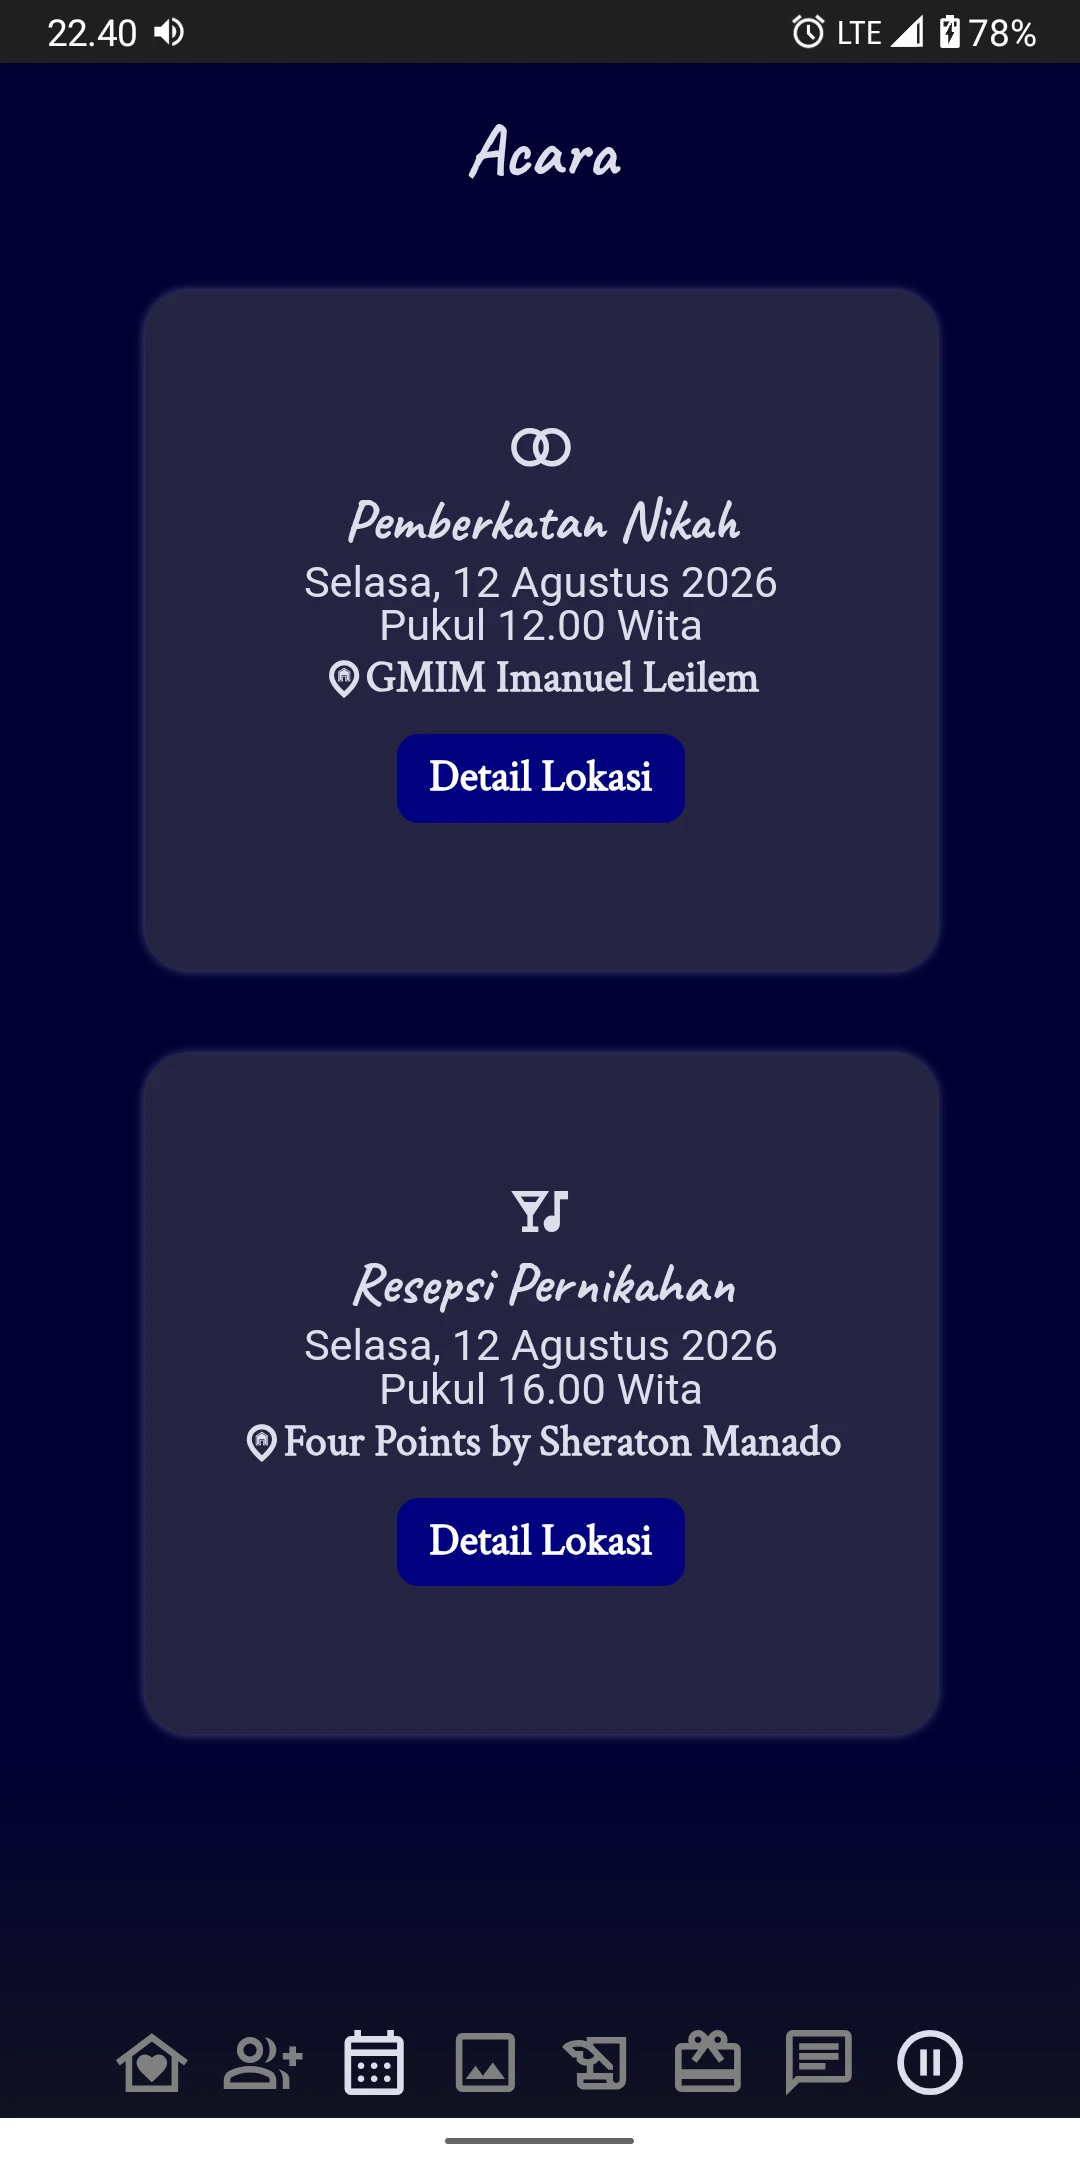 22.40
LTE 78%
Acara
Pemberkatan Nikah
Selasa, 12 Agustus 2026
Pukul 12.00 Wita
GMIM Imanuel Leilem
Detail Lokasi
Resepsi Pernikahan
Selasa, 12 Agustus 2026
Pukul 16.00 Wita
Four Points by Sheraton Manado
Detail Lokasi